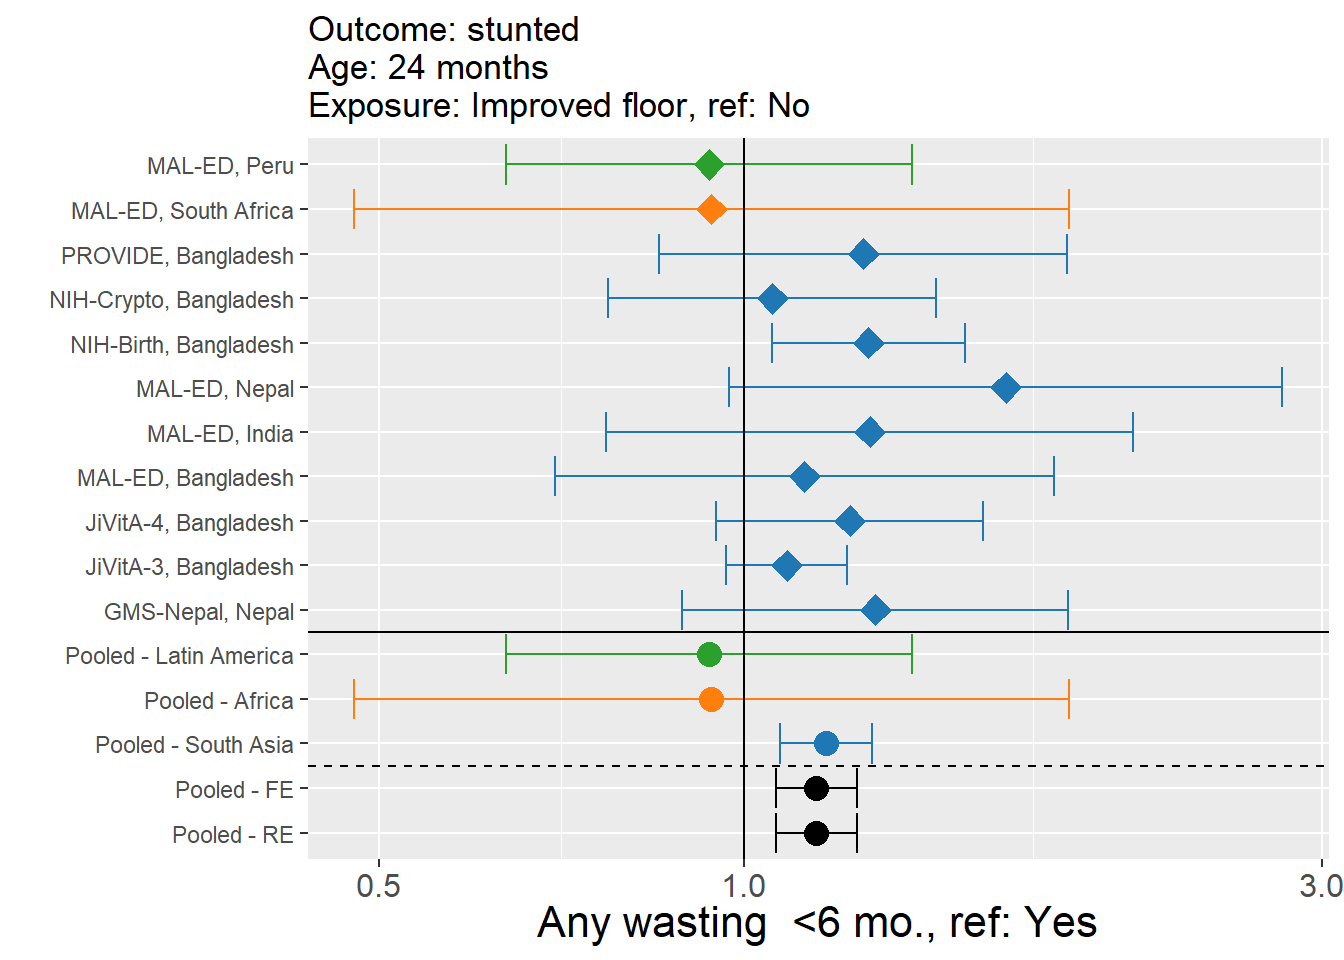 Outcome: stunted
Age: 24 months
Exposure: Improved floor, ref: No
MAL-ED, Peru
MAL-ED, South Africa
PROVIDE, Bangladesh
NIH-Crypto, Bangladesh
NIH-Birth, Bangladesh
MAL-ED, Nepal
MAL-ED, India
MAL-ED, Bangladesh
JiVitA-4, Bangladesh
JiVitA-3, Bangladesh
GMS-Nepal, Nepal
Pooled - Latin America
Pooled - Africa
Pooled - South Asia
Pooled - FE
Pooled - RE
0.5 1.0 3.0
Any wasting  <6 mo., ref: Yes